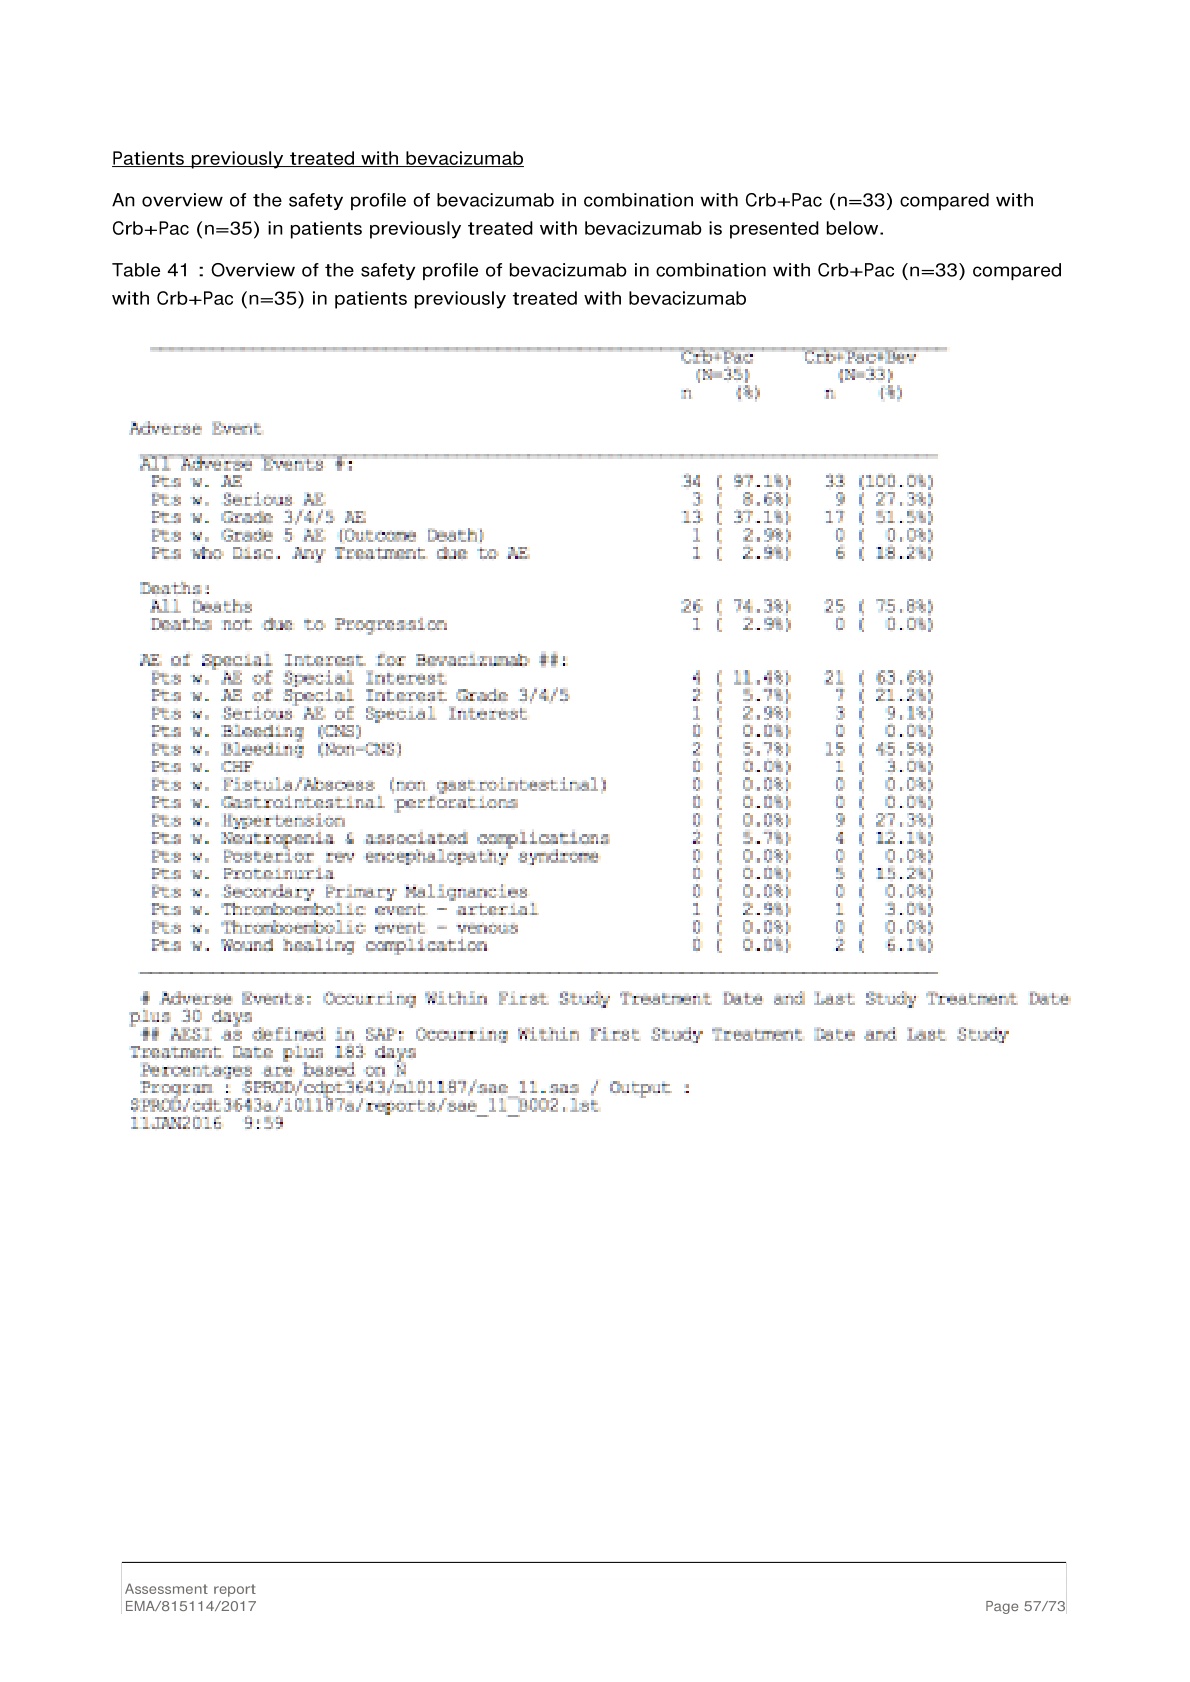 Patients previously treated with bevacizumab
An overview of the safety profile of bevacizumab in combination with Crb+Pac (n=33) compared with
Crb+Pac (n=35) in patients previously treated with bevacizumab is presented below.
Table 41 : Overview of the safety profile of bevacizumab in combination with Crb+Pac (n=33) compared
with Crb+Pac (n=35) in patients previously treated with bevacizumab
Crb+Pac Crb+Pac+Bev
(N=35) (N=33)
n (%) n (%)
Adverse Event
All Adverse Events #:
Pts w. AE 34 ( 97.1%) 33 (100.0%)
Pts w. Serious AE 3 ( 8.6%) 9 ( 27.3%)
Pts w. Grade 3/4/5 AE 13 ( 37.1%) 17 ( 51.5%)
Pts w. Grade 5 AE (Outcome Death) 1 ( 2.9%) 0 ( 0.0%)
Pts who Disc. Any Treatment due to AE 1 ( 2.9%) 6 ( 18.2%)
Deaths:
All Deaths 26 ( 74.3%) 25 ( 75.8%)
Deaths not due to Progression 1 ( 2.9%) 0 ( 0.0%)
AE of Special Interest for Bevacizumab ##:
Pts w. AE of Special Interest 4 ( 11.4%) 21 ( 63.6%)
Pts w. AE of Special Interest Grade 3/4/5 2 ( 5.7%) 7 ( 21.2%)
Pts w. Serious AE of Special Interest 1 ( 2.9%) 3 ( 9.1%)
Pts w. Bleeding (CNS) 0 ( 0.0%) 0 ( 0.0%)
Pts w. Bleeding (Non-CNS) 2 ( 5.7%) 15 ( 45.5%)
Pts w. CHF 0 ( 0.0%) 1 ( 3.0%)
Pts w. Fistula/Abscess (non gastrointestinal) 0 ( 0.0%) 0 ( 0.0%)
Pts w. Gastrointestinal perforations 0 ( 0.0%) 0 ( 0.0%)
Pts w. Hypertension 0 ( 0.0%) 9 ( 27.3%)
Pts w. Neutropenia & associated complications 2 ( 5.7%) 4 ( 12.1%)
Pts w. Posterior rev encephalopathy syndrome 0 ( 0.0%) 0 ( 0.0%)
Pts w. Proteinuria 0 ( 0.0%) 5 ( 15.2%)
Pts w. Secondary Primary Malignancies 0 ( 0.0%) 0 ( 0.0%)
Pts w. Thromboembolic event - arterial 1 ( 2.9%) 1 ( 3.0%)
Pts w. Thromboembolic event - venous 0 ( 0.0%) 0 ( 0.0%)
Pts w. Wound healing complication 0 ( 0.0%) 2 ( 6.1%)
# Adverse Events: Occurring Within First Study Treatment Date and Last Study Treatment Date
plus 30 days
## AESI as defined in SAP: Occurring Within First Study Treatment Date and Last Study
Treatment Date plus 183 days
Percentages are based on N
Program : $PROD/cdpt3643/m101187/sae_11.sas / Output :
$PROD/cdt3643a/i01187a/reports/sae_11_B002.lst
11JAN2016 9:59
Assessment report
EMA/815114/2017 Page 57/73